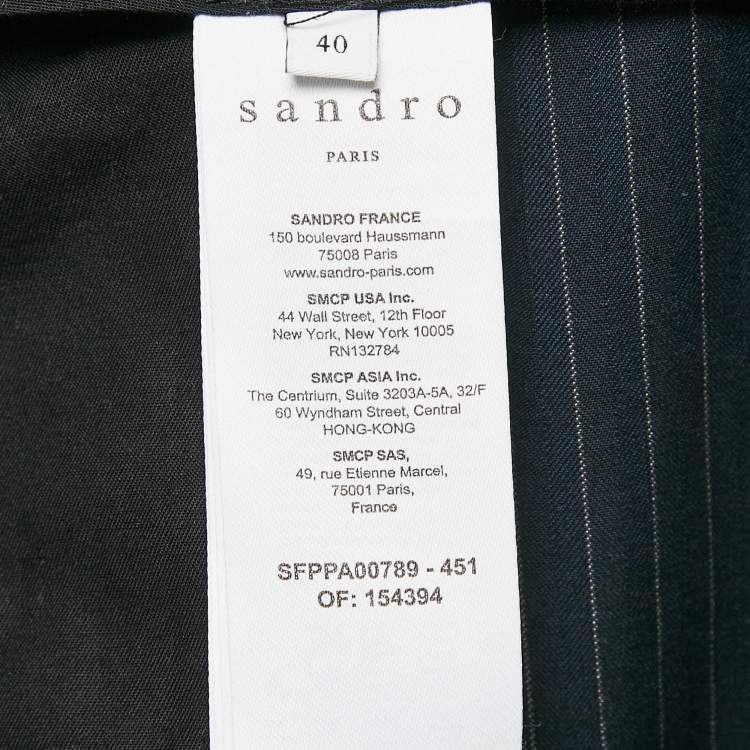 40
sandro
PARIS
SANDRO FRANCE
150 boulevard Haussmann
75008 Paris
www.sandro-paris.com
SMCP USA Inc.
44 Wall Street, 12th Floor
New York, New York 10005
RN132784
SMCP ASIA Inc.
The Centrium, Suite 3203A-5A, 32/F
60 Wyndham Street, Central
HONG-KONG
SMCP SAS,
49, rue Etienne Marcel,
75001 Paris,
France
SFPPA00789 - 451
OF: 154394